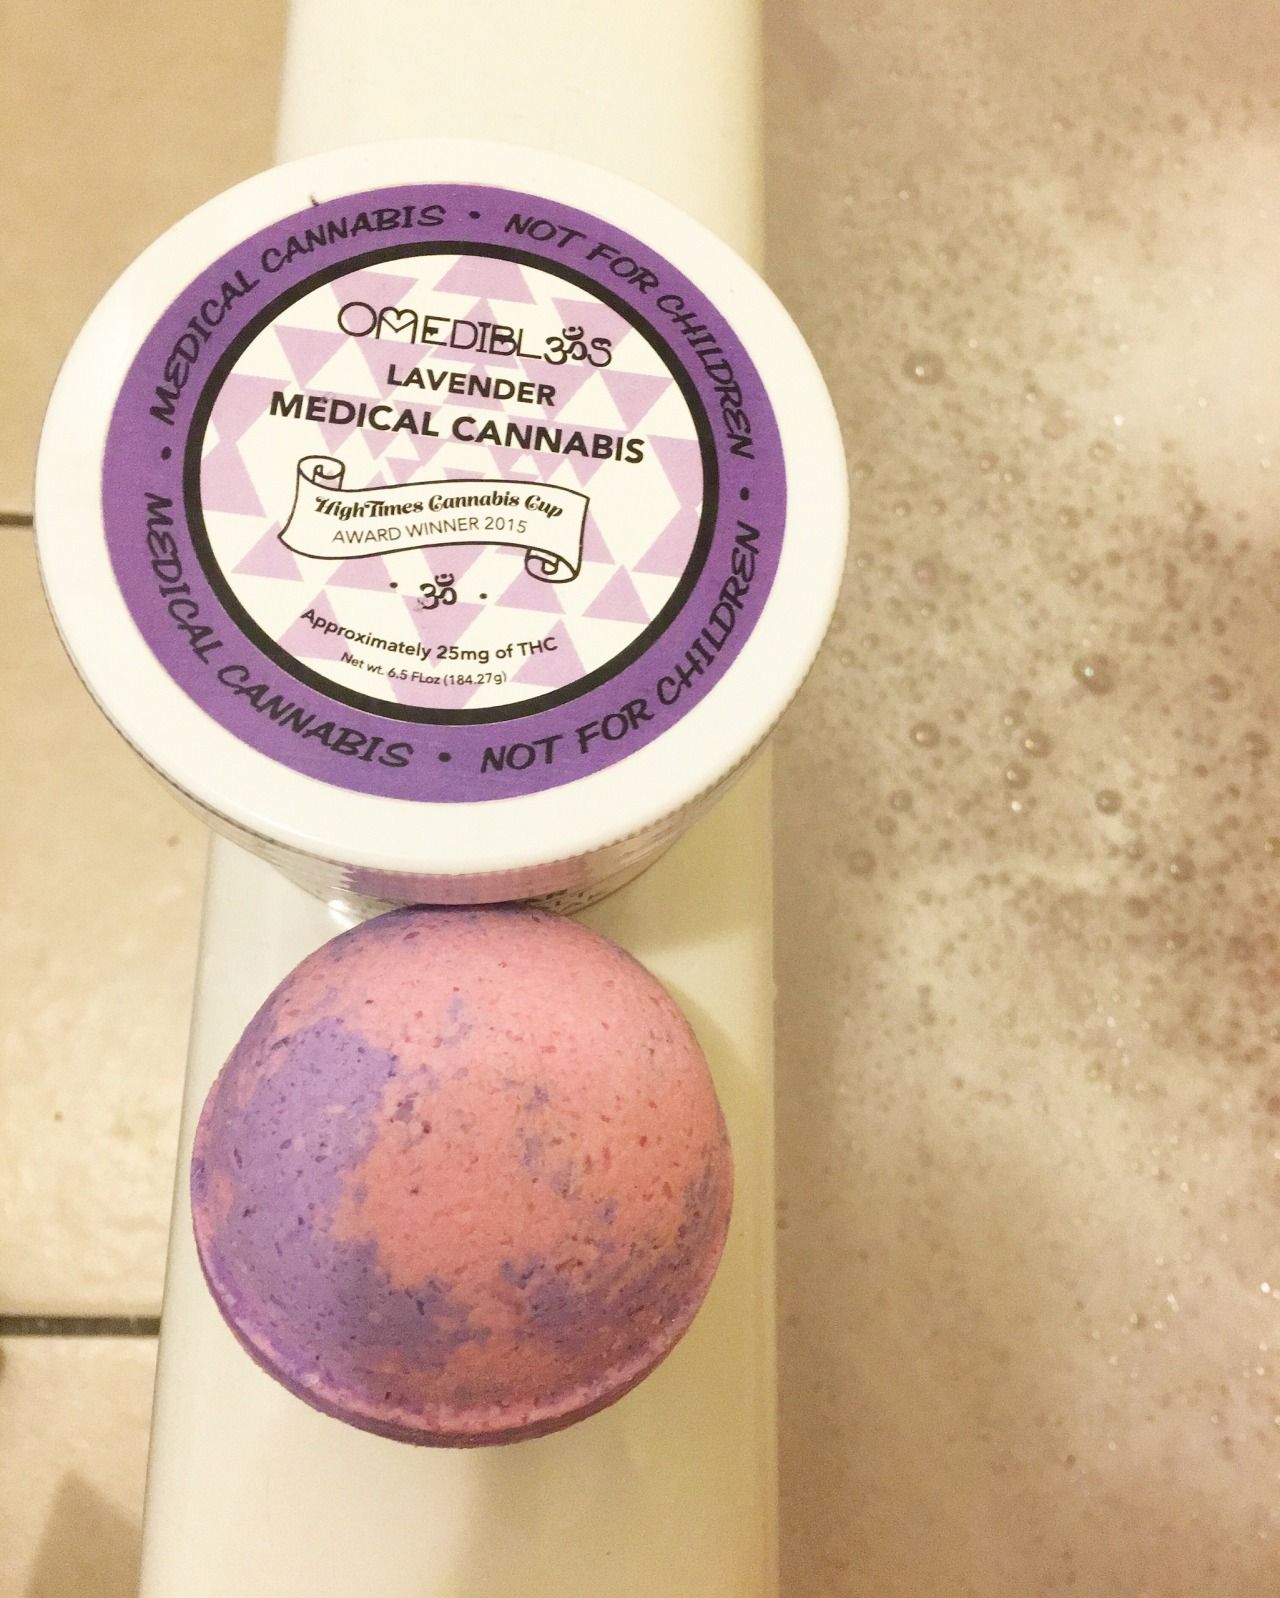 MEDICAL CANNABIS • NOT FOR CHILDREN •
OMEDIBLॐS
LAVENDER
MEDICAL CANNABIS
HighTimes Cannabis Cup
AWARD WINNER 2015
• ॐ •
Approximately 25mg of THC
Net wt. 6.5 FLoz (184.27g)
MEDICAL CANNABIS • NOT FOR CHILDREN •